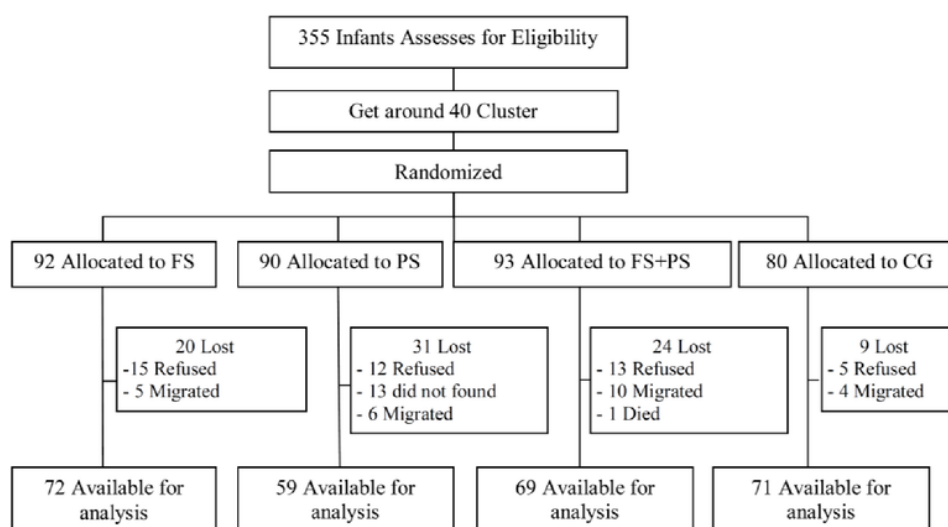 355 Infants Assesses for Eligibility
Get around 40 Cluster
Randomized
92 Allocated to FS
90 Allocated to PS
93 Allocated to FS+PS
80 Allocated to CG
20 Lost
-15 Refused
- 5 Migrated
31 Lost
- 12 Refused
- 13 did not found
- 6 Migrated
24 Lost
- 13 Refused
- 10 Migrated
- 1 Died
9 Lost
- 5 Refused
- 4 Migrated
72 Available for
analysis
59 Available for
analysis
69 Available for
analysis
71 Available for
analysis